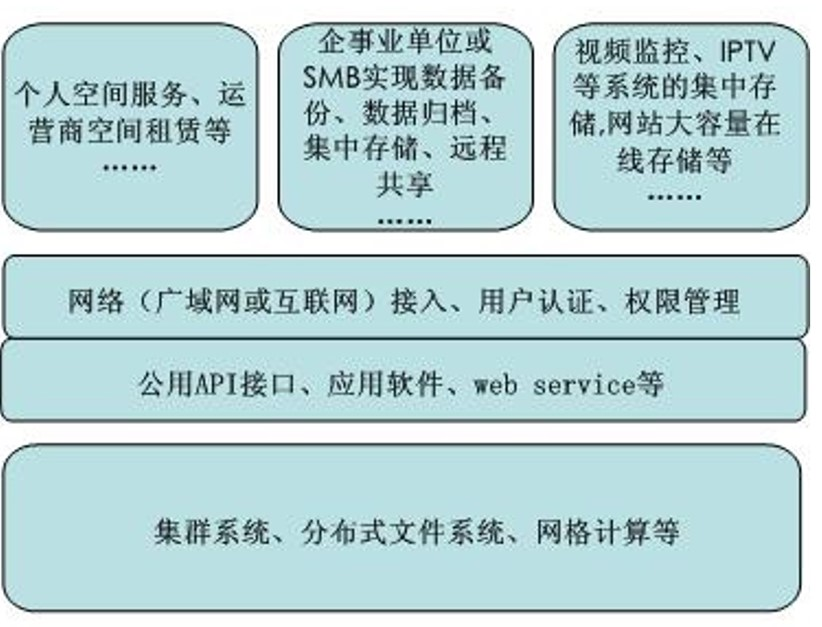 个人空间服务、运
营商空间租赁等
……
企事业单位或
SMB实现数据备
份、数据归档、
集中存储、远程
共享
……
视频监控、IPTV
等系统的集中存
储,网站大容量在
线存储等
……
网络（广域网或互联网）接入、用户认证、权限管理
公用API接口、应用软件、web service等
集群系统、分布式文件系统、网格计算等